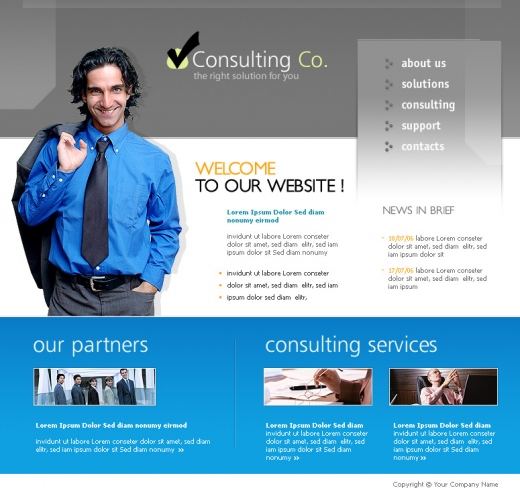 Consulting Co.
the right solution for you
about us
solutions
consulting
support
contacts
WELCOME
TO OUR WEBSITE !
Lorem Ipsum Dolor Sed diam
nonumy eirmod
invidunt ut labore Lorem conseter
dolor sit amet, sed diam elitr, sed
iam dolor sit Sed diam nonumy
invidunt ut labore Lorem conseter
dolor sit amet, sed diam elitr, sed
ipsum dolor sed diam elitr,
NEWS IN BRIEF
10/07/06 labore Lorem conseter
dolor sit amet, sed diam elitr, sed
iam ipsum dolor sit
17/07/06 labore Lorem conseter
dolor sit amet, sed diam elitr, sed
iam ipsum
our partners
Lorem Ipsum Dolor Sed diam nonumy eirmod
invidunt ut labore Lorem conseter dolor sit amet, sed
diam elitr, sed iam dolor sit Sed diam nonumy »
consulting services
Lorem Ipsum Dolor Sed diam
invidunt ut labore Lorem conseter
dolor sit amet, sed diam elitr, sed
iam dolor sit Sed diam
nonumy »
Lorem Ipsum Dolor Sed diam
invidunt ut labore Lorem
conseter dolor sit amet, sed
diam elitr, sed iam dolor sit
Sed diam nonumy »
Copyright © Your Company Name